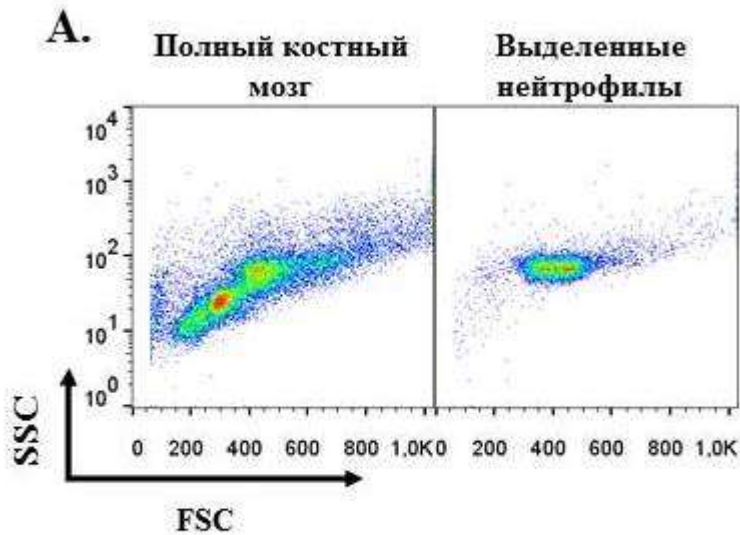 A.
Полный костный
мозг
Выделенные
нейтрофилы
10^4
10^3
10^2
10^1
10^0
SSC
0 200 400 600 800 1,0K
0 200 400 600 800 1,0K
FSC